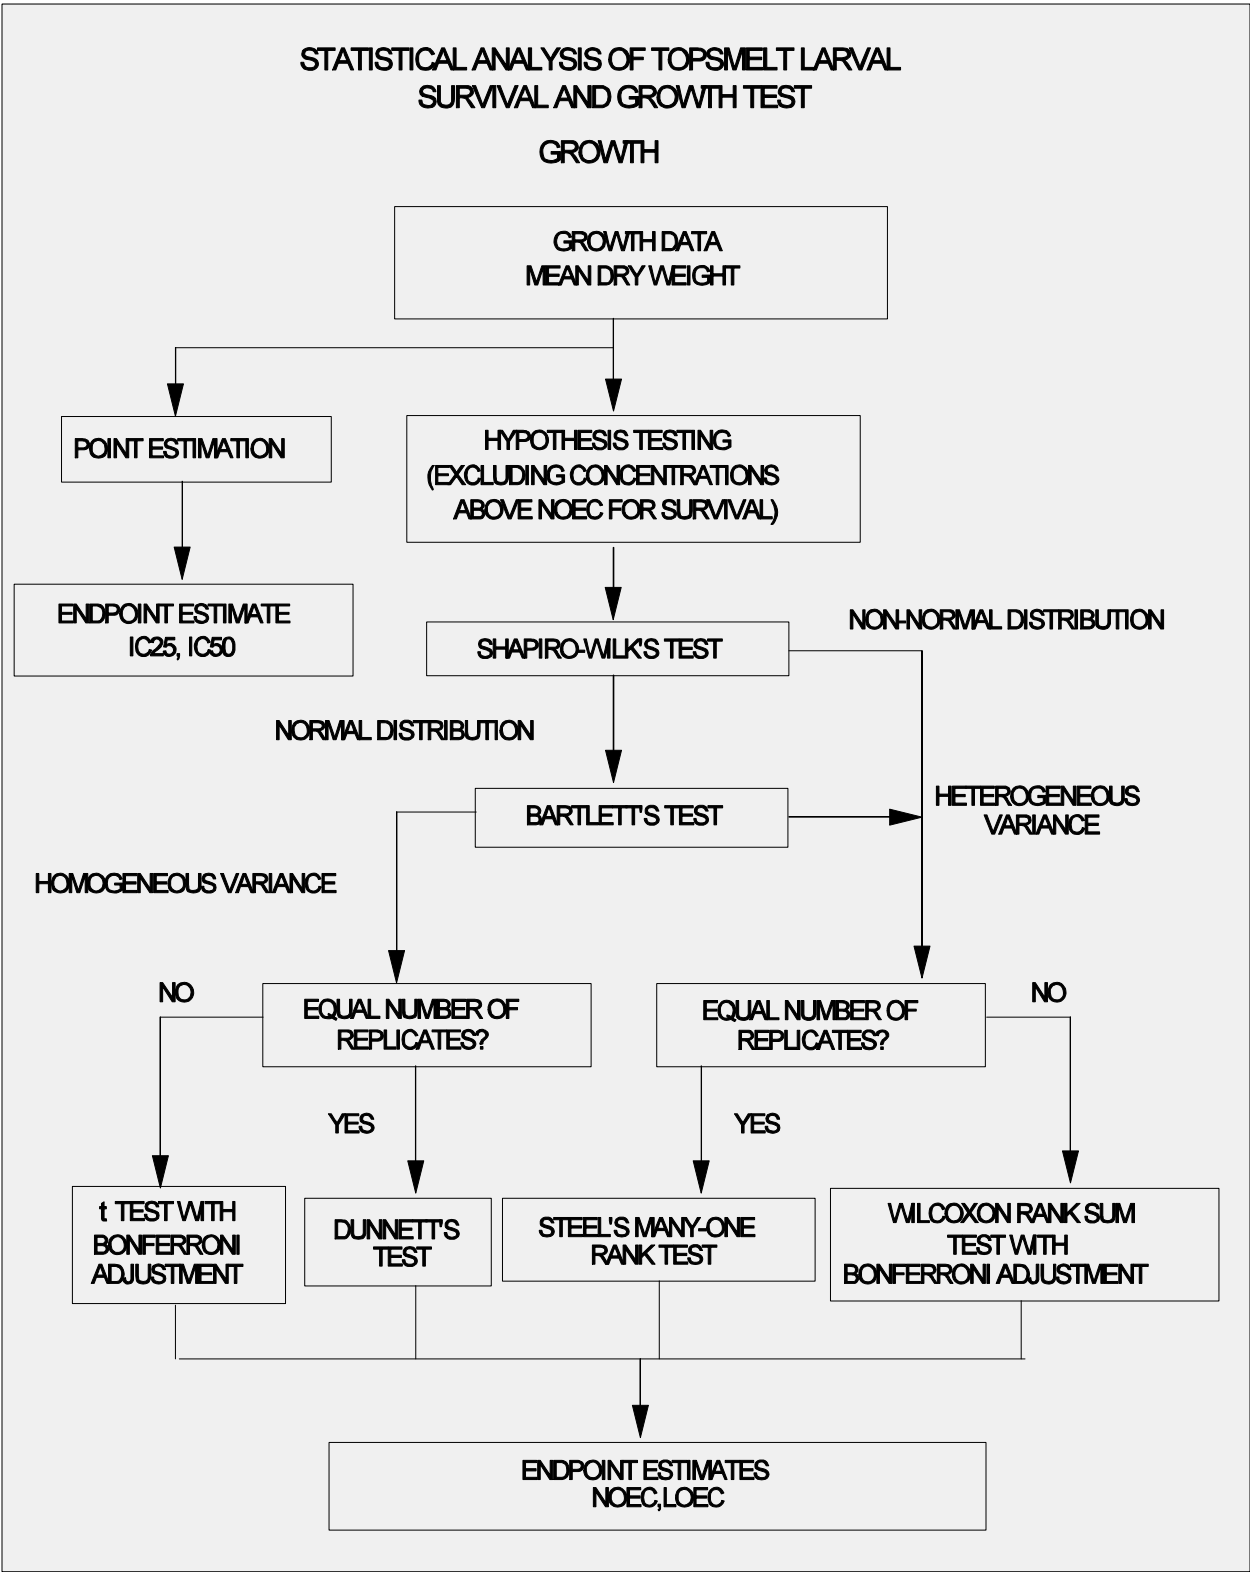 STATISTICAL ANALYSIS OF TOPSMELT LARVAL
SURVIVAL AND GROWTH TEST
GROWTH
GROWTH DATA
MEAN DRY WEIGHT
POINT ESTIMATION
HYPOTHESIS TESTING
(EXCLUDING CONCENTRATIONS
ABOVE NOEC FOR SURVIVAL)
ENDPOINT ESTIMATE
IC25, IC50
NON-NORMAL DISTRIBUTION
SHAPIRO-WILK'S TEST
NORMAL DISTRIBUTION
BARTLETT'S TEST
HETEROGENEOUS
VARIANCE
HOMOGENEOUS VARIANCE
NO
EQUAL NUMBER OF
REPLICATES?
EQUAL NUMBER OF
REPLICATES?
NO
YES
YES
t TEST WITH
BONFERRONI
ADJUSTMENT
DUNNETT'S
TEST
STEEL'S MANY-ONE
RANK TEST
WILCOXON RANK SUM
TEST WITH
BONFERRONI ADJUSTMENT
ENDPOINT ESTIMATES
NOEC,LOEC